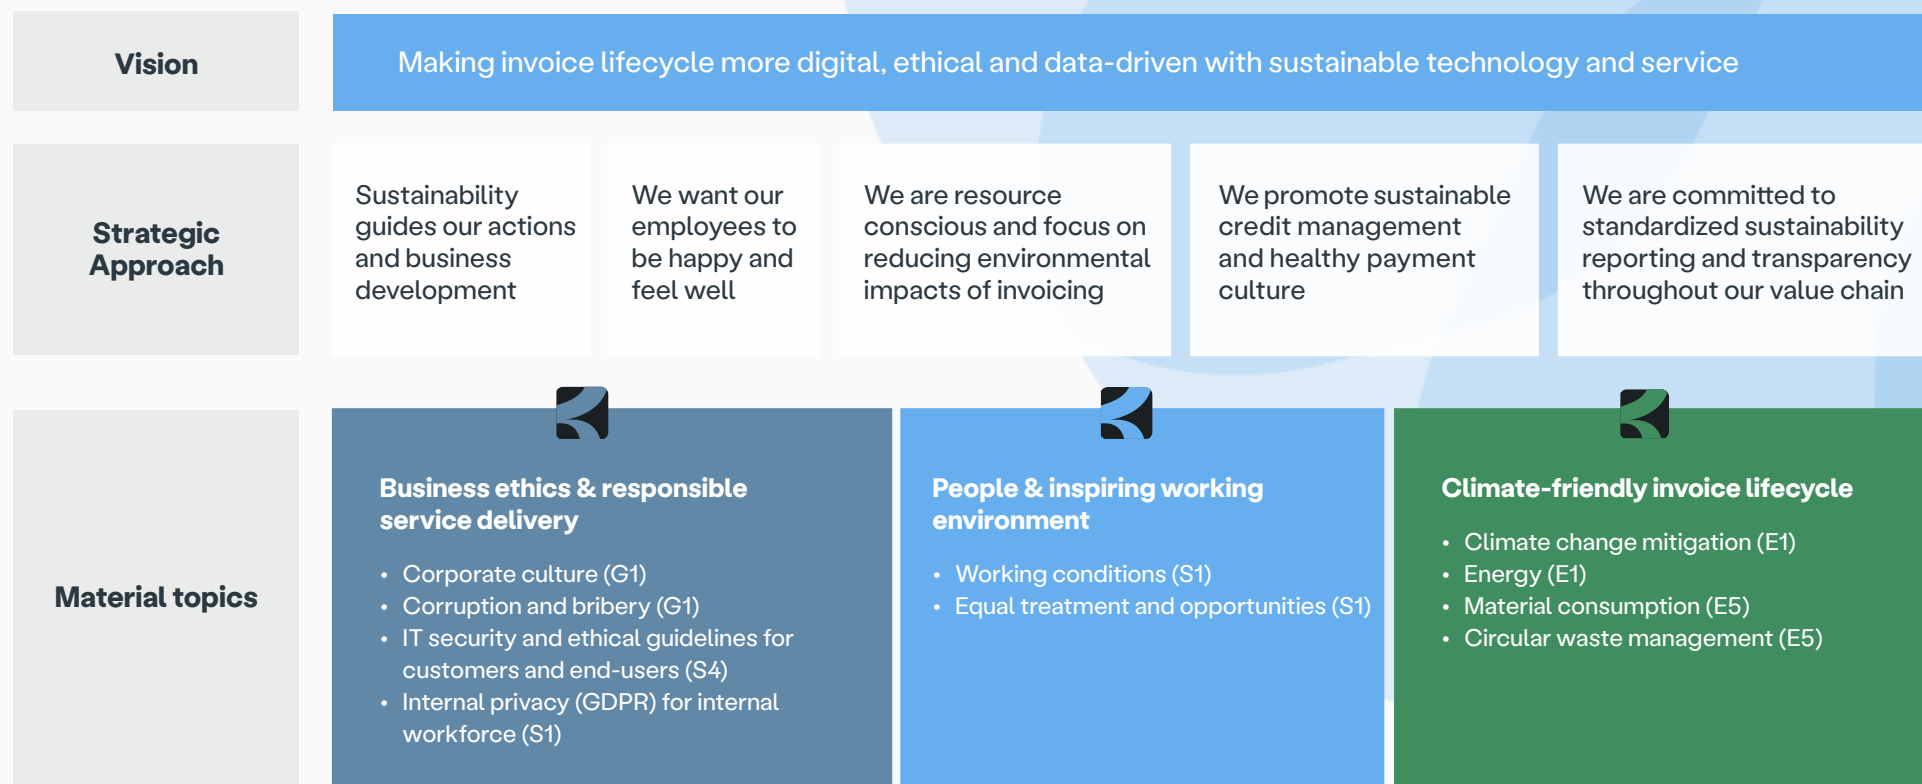 Vision
Making invoice lifecycle more digital, ethical and data-driven with sustainable technology and service
Strategic
Approach
Sustainability
guides our actions
and business
development
We want our
employees to
be happy and
feel well
We are resource
conscious and focus on
reducing environmental
impacts of invoicing
We promote sustainable
credit management
and healthy payment
culture
We are committed to
standardized sustainability
reporting and transparency
throughout our value chain
Material topics
Business ethics & responsible
service delivery
• Corporate culture (G1)
• Corruption and bribery (G1)
• IT security and ethical guidelines for
customers and end-users (S4)
• Internal privacy (GDPR) for internal
workforce (S1)
People & inspiring working
environment
• Working conditions (S1)
• Equal treatment and opportunities (S1)
Climate-friendly invoice lifecycle
• Climate change mitigation (E1)
• Energy (E1)
• Material consumption (E5)
• Circular waste management (E5)